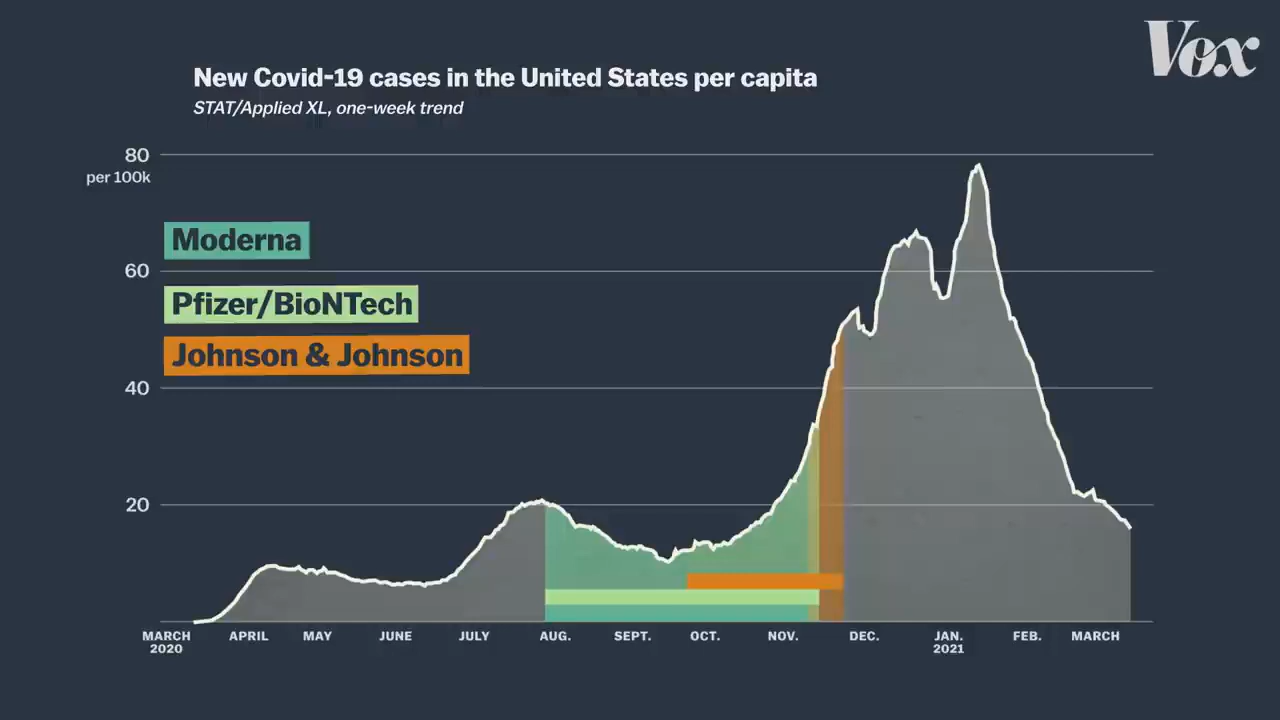 Vox
New Covid-19 cases in the United States per capita
STAT/Applied XL, one-week trend
80
per 100k
Moderna
60
Pfizer/BioNTech
Johnson & Johnson
40
20
MARCH APRIL MAY JUNE JULY AUG. SEPT. OCT. NOV. DEC. JAN. FEB. MARCH
2020 2021